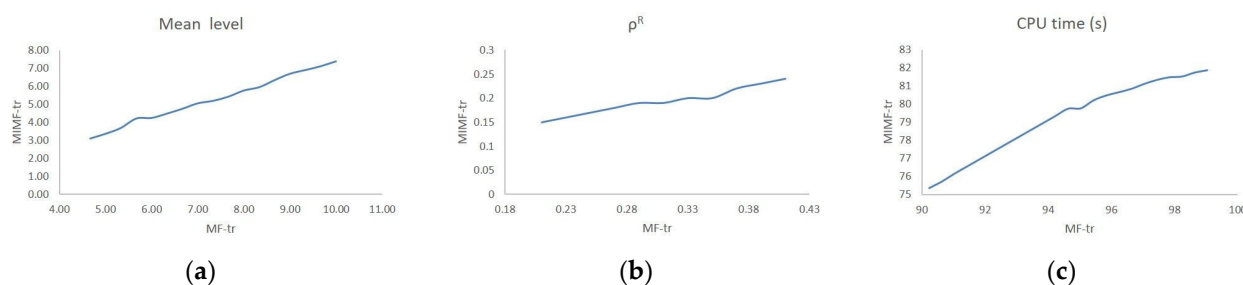 Mean level
8.00
7.00
6.00
5.00
4.00
3.00
2.00
1.00
0.00
MIMF-tr
4.00 5.00 6.00 7.00 8.00 9.00 10.00 11.00
MF-tr
(a)
ρR
0.3
0.25
0.2
0.15
0.1
0.05
0
MIMF-tr
0.18 0.23 0.28 0.33 0.38 0.43
MF-tr
(b)
CPU time (s)
83
82
81
80
79
78
77
76
75
MIMF-tr
90 92 94 96 98 100
MF-tr
(c)